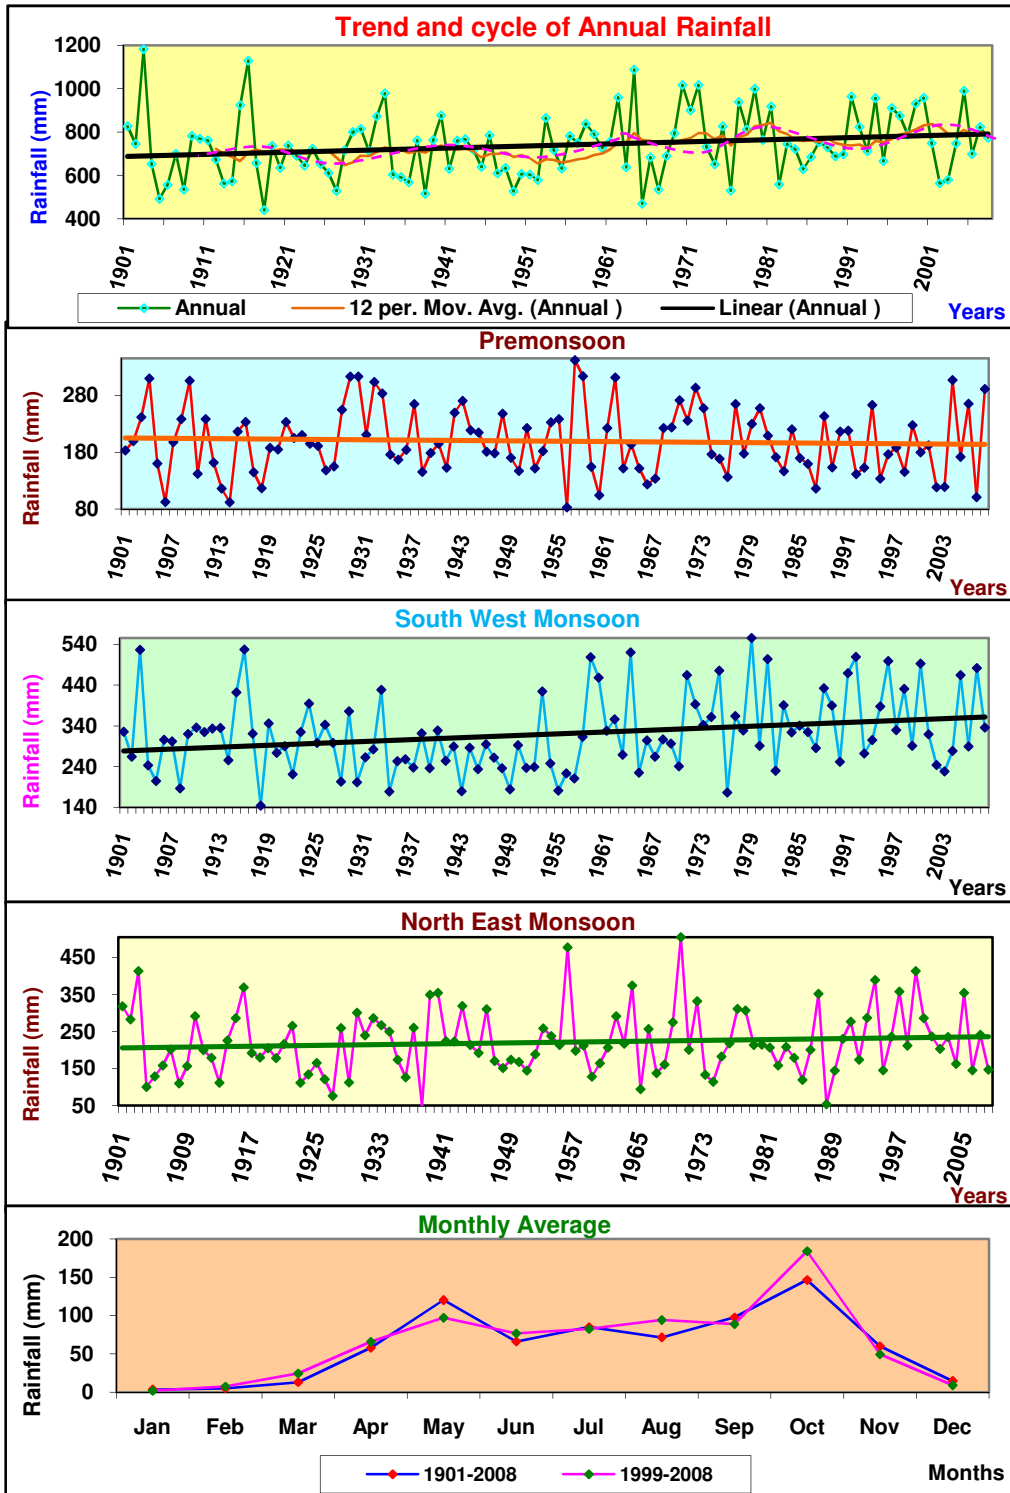 Trend and cycle of Annual Rainfall
Rainfall (mm)
1200
1000
800
600
400
1901 1911 1921 1931 1941 1951 1961 1971 1981 1991 2001
Annual 12 per. Mov. Avg. (Annual ) Linear (Annual )
Years
Premonsoon
Rainfall (mm)
280
180
80
1901 1907 1913 1919 1925 1931 1937 1943 1949 1955 1961 1967 1973 1979 1985 1991 1997 2003
Years
South West Monsoon
Rainfall (mm)
540
440
340
240
140
1901 1907 1913 1919 1925 1931 1937 1943 1949 1955 1961 1967 1973 1979 1985 1991 1997 2003
Years
North East Monsoon
Rainfall (mm)
450
350
250
150
50
1901 1909 1917 1925 1933 1941 1949 1957 1965 1973 1981 1989 1997 2005
Years
Monthly Average
Rainfall (mm)
200
150
100
50
0
Jan Feb Mar Apr May Jun Jul Aug Sep Oct Nov Dec
1901-2008 1999-2008
Months